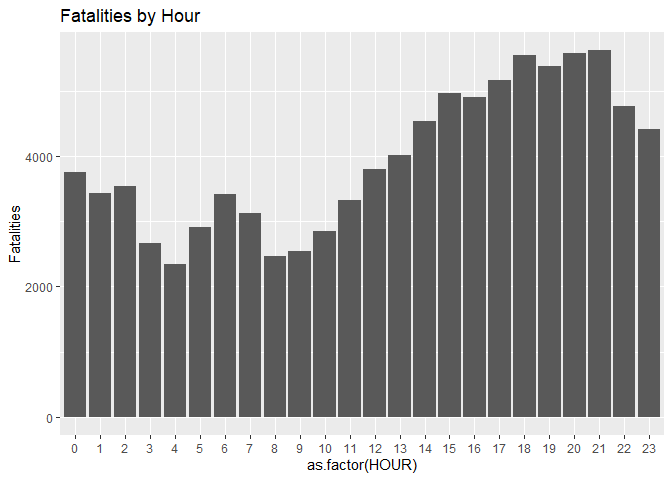 Fatalities by Hour
Fatalities
4000
2000
0
0 1 2 3 4 5 6 7 8 9 10 11 12 13 14 15 16 17 18 19 20 21 22 23
as.factor(HOUR)